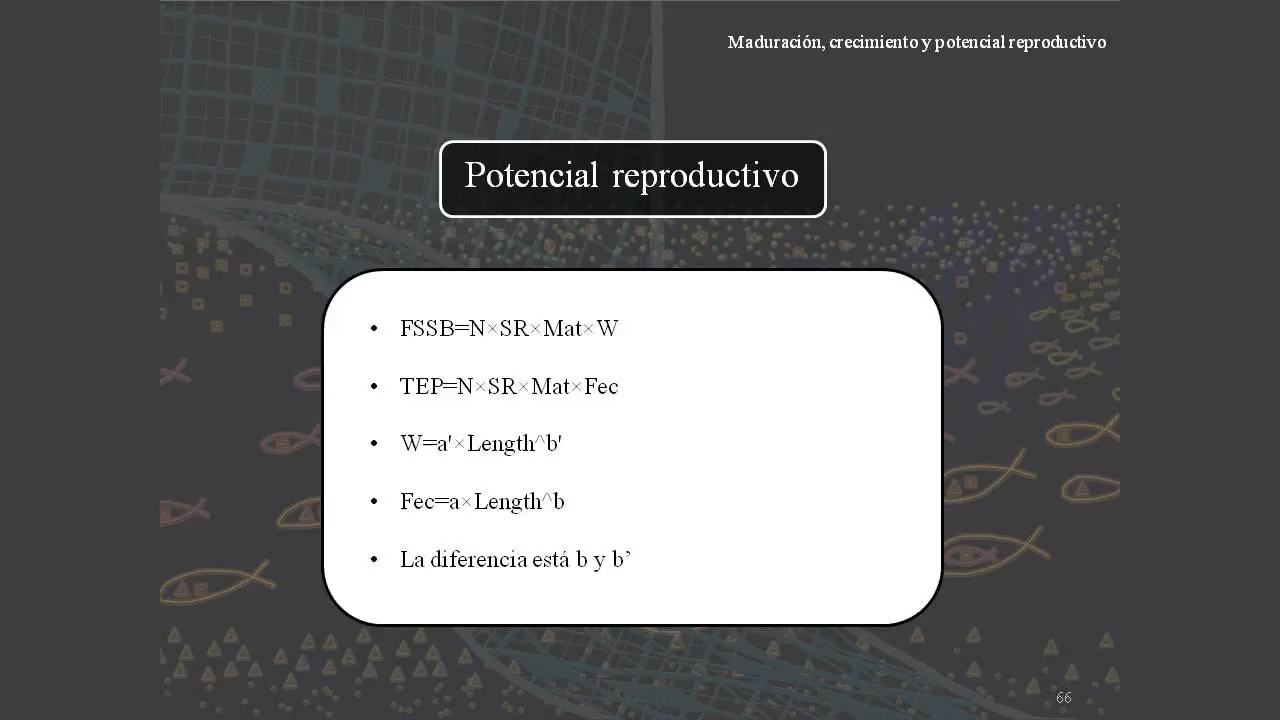 Maduración, crecimiento y potencial reproductivo
Potencial reproductivo
• FSSB=N×SR×Mat×W
• TEP=N×SR×Mat×Fec
• W=a'×Length^b'
• Fec=a×Length^b
• La diferencia está b y b’
66